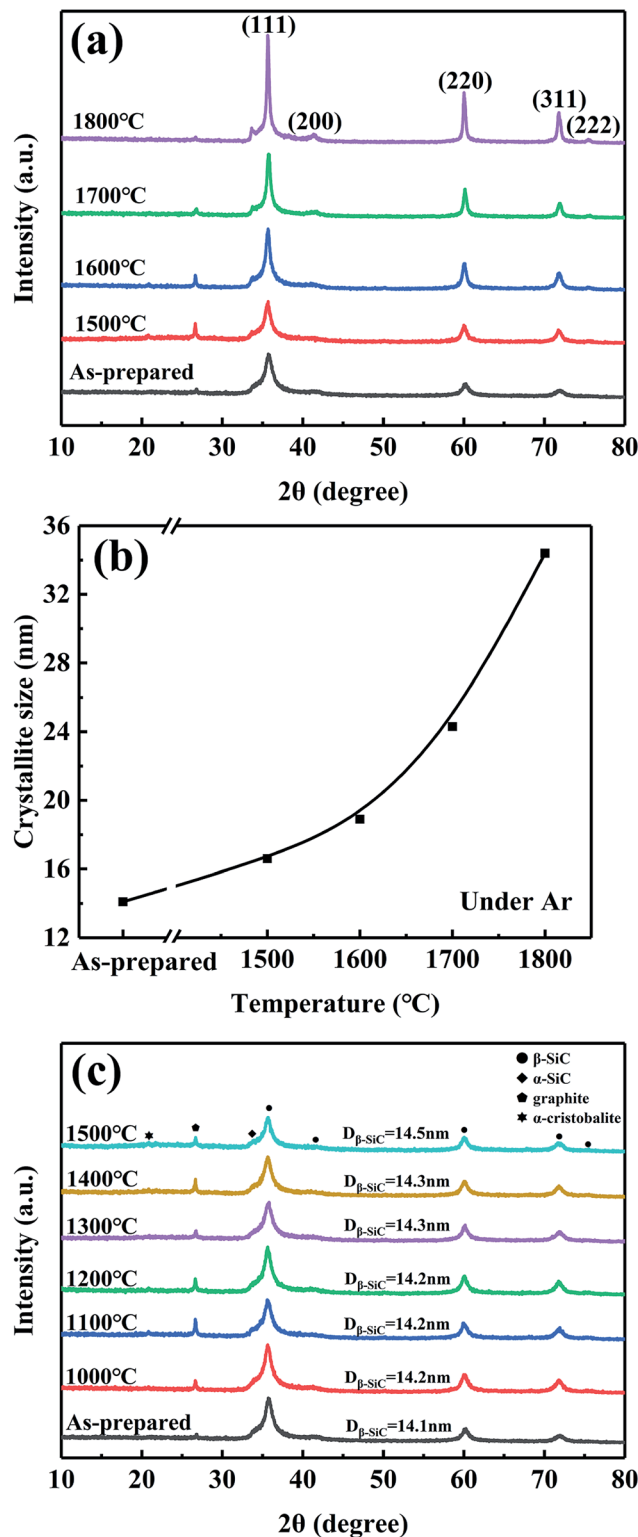 (a)
(111)
(200)
(220)
(311)
(222)
1800℃
1700℃
1600℃
1500℃
As-prepared
Intensity (a.u.)
10 20 30 40 50 60 70 80
2θ (degree)
(b)
36
32
28
24
20
16
12
Crystallite size (nm)
Under Ar
As-prepared 1500 1600 1700 1800
Temperature (℃)
(c)
β-SiC
α-SiC
graphite
α-cristobalite
1500℃ Dβ-SiC=14.5nm
1400℃ Dβ-SiC=14.3nm
1300℃ Dβ-SiC=14.3nm
1200℃ Dβ-SiC=14.2nm
1100℃ Dβ-SiC=14.2nm
1000℃ Dβ-SiC=14.2nm
As-prepared Dβ-SiC=14.1nm
Intensity (a.u.)
10 20 30 40 50 60 70 80
2θ (degree)